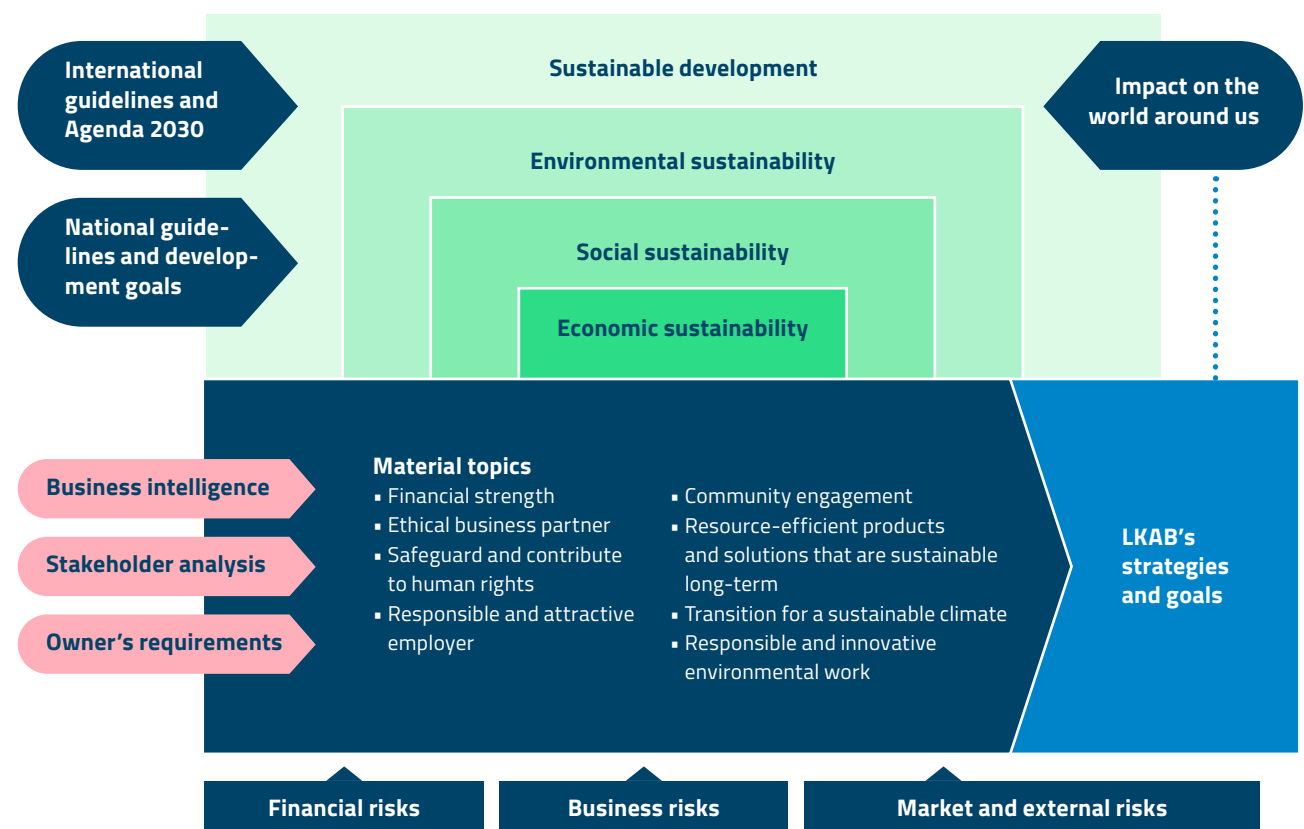 International
guidelines and
Agenda 2030
Sustainable development
Impact on the
world around us
Environmental sustainability
National guide-
lines and develop-
ment goals
Social sustainability
Economic sustainability
Business intelligence
Stakeholder analysis
Owner's requirements
Material topics
▪ Financial strength
▪ Ethical business partner
▪ Safeguard and contribute
to human rights
▪ Responsible and attractive
employer
▪ Community engagement
▪ Resource-efficient products
and solutions that are sustainable
long-term
▪ Transition for a sustainable climate
▪ Responsible and innovative
environmental work
LKAB's
strategies
and goals
Financial risks
Business risks
Market and external risks